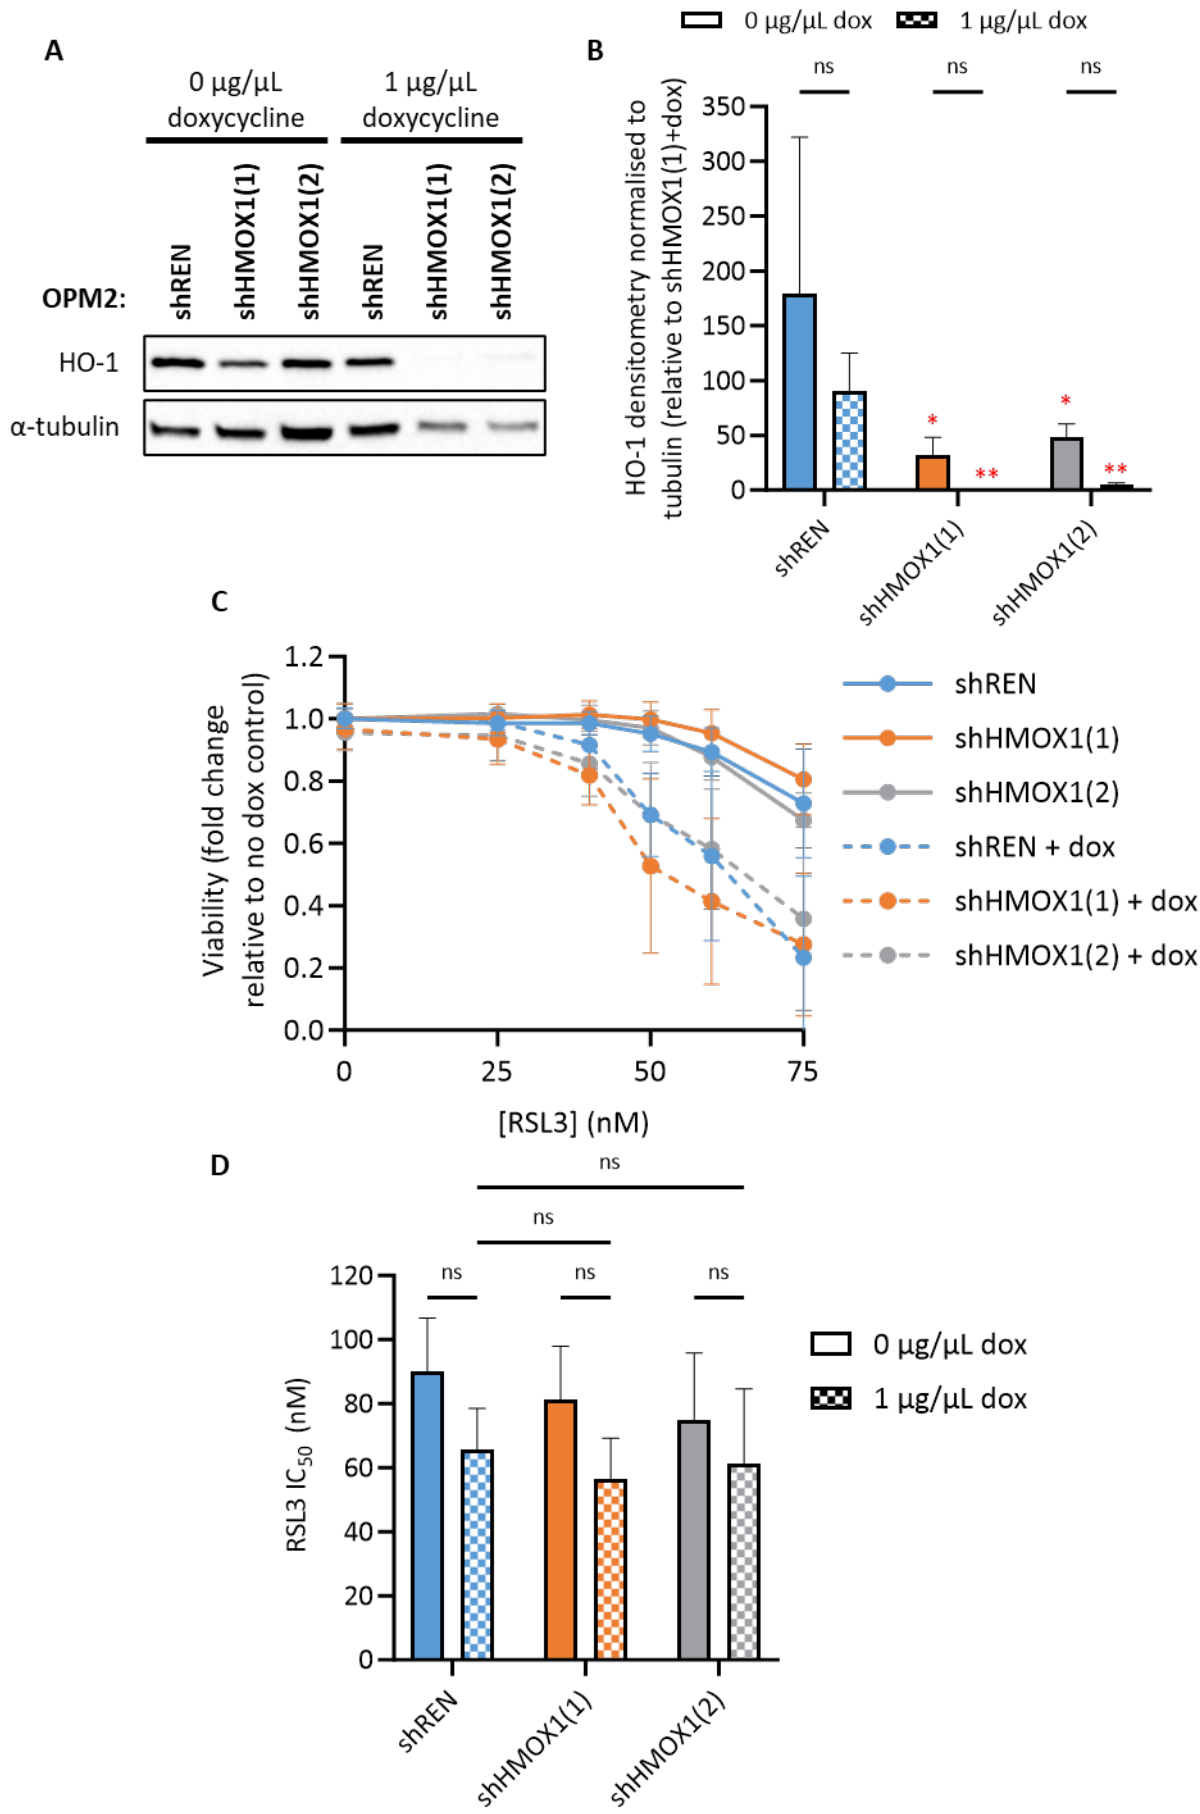 0 µg/µL dox 1 µg/µL dox
A
0 µg/µL
doxycycline
1 µg/µL
doxycycline
shREN
shHMOX1(1)
shHMOX1(2)
shREN
shHMOX1(1)
shHMOX1(2)
OPM2:
HO-1
α-tubulin
B
ns ns ns
HO-1 densitometry normalised to
tubulin (relative to shHMOX1(1)+dox)
350
300
250
200
150
100
50
0
* ** * **
shREN
shHMOX1(1)
shHMOX1(2)
C
Viability (fold change
relative to no dox control)
1.2
1.0
0.8
0.6
0.4
0.2
0.0
0 25 50 75
[RSL3] (nM)
shREN
shHMOX1(1)
shHMOX1(2)
shREN + dox
shHMOX1(1) + dox
shHMOX1(2) + dox
D
ns
ns
ns ns ns
RSL3 IC50 (nM)
120
100
80
60
40
20
0
shREN
shHMOX1(1)
shHMOX1(2)
0 µg/µL dox
1 µg/µL dox